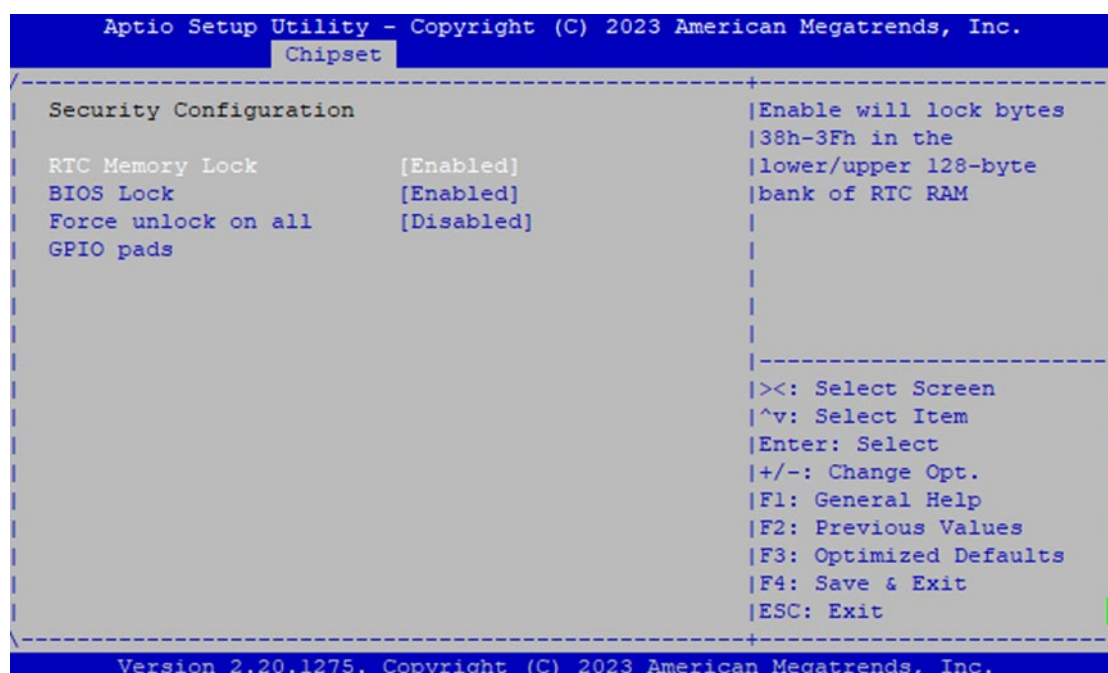 Aptio Setup Utility - Copyright (C) 2023 American Megatrends, Inc.
Chipset
Security Configuration
RTC Memory Lock [Enabled]
BIOS Lock [Enabled]
Force unlock on all [Disabled]
GPIO pads
Enable will lock bytes
38h-3Fh in the
lower/upper 128-byte
bank of RTC RAM
><: Select Screen
^v: Select Item
Enter: Select
+/-: Change Opt.
F1: General Help
F2: Previous Values
F3: Optimized Defaults
F4: Save & Exit
ESC: Exit
Version 2.20.1275. Copyright (C) 2023 American Megatrends, Inc.